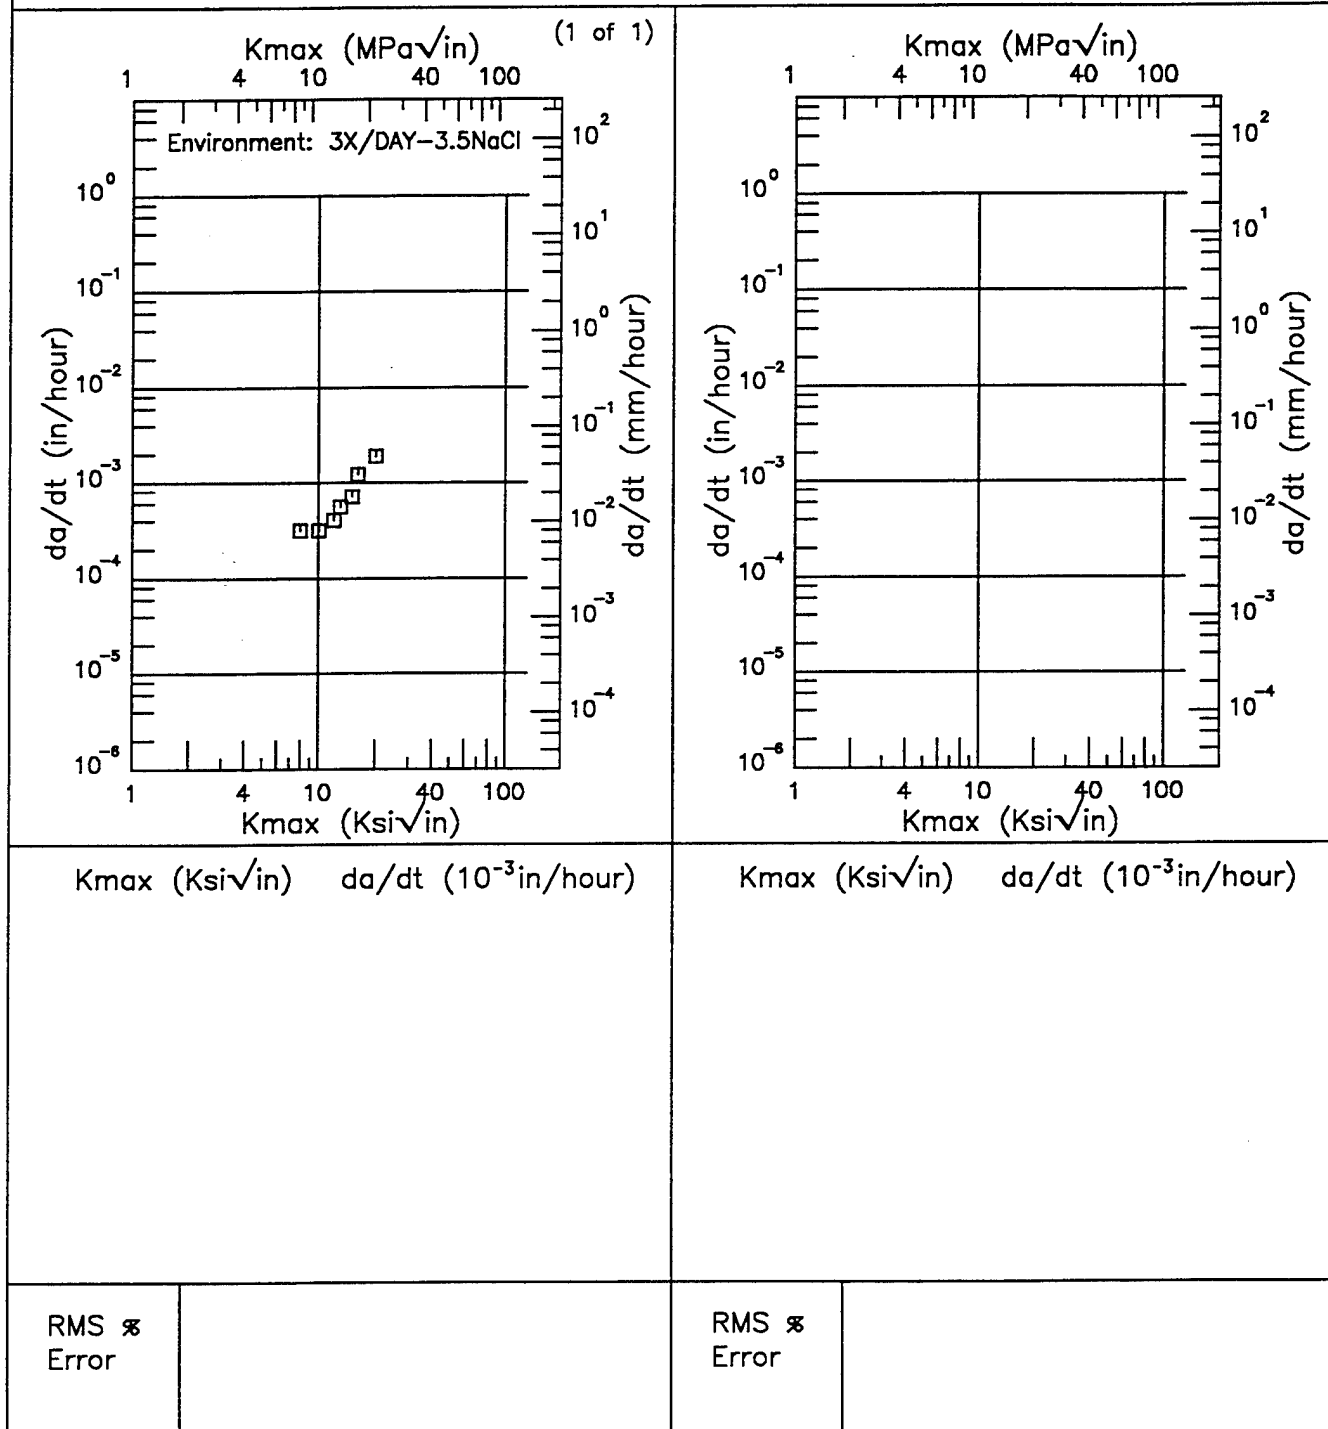 (1 of 1)
Kmax (MPa√in)
1 4 10 40 100
Environment: 3X/DAY-3.5NaCl
da/dt (in/hour)
10⁰
10⁻¹
10⁻²
10⁻³
10⁻⁴
10⁻⁵
10⁻⁶
da/dt (mm/hour)
10²
10¹
10⁰
10⁻¹
10⁻²
10⁻³
10⁻⁴
1 4 10 40 100
Kmax (Ksi√in)
Kmax (MPa√in)
1 4 10 40 100
da/dt (in/hour)
10⁰
10⁻¹
10⁻²
10⁻³
10⁻⁴
10⁻⁵
10⁻⁶
da/dt (mm/hour)
10²
10¹
10⁰
10⁻¹
10⁻²
10⁻³
10⁻⁴
1 4 10 40 100
Kmax (Ksi√in)
Kmax (Ksi√in) da/dt (10⁻³in/hour)
Kmax (Ksi√in) da/dt (10⁻³in/hour)
RMS %
Error
RMS %
Error